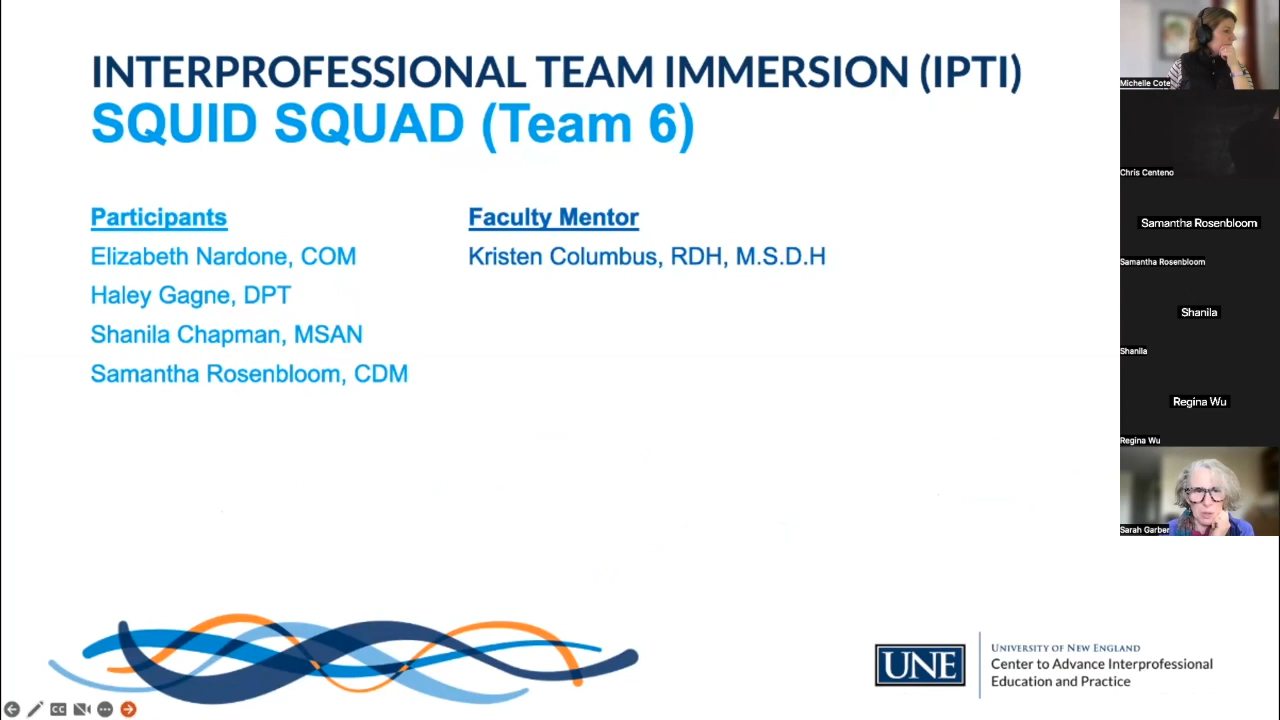 INTERPROFESSIONAL TEAM IMMERSION (IPTI)
SQUID SQUAD (Team 6)
Participants
Elizabeth Nardone, COM
Haley Gagne, DPT
Shanila Chapman, MSAN
Samantha Rosenbloom, CDM
Faculty Mentor
Kristen Columbus, RDH, M.S.D.H
UNE
UNIVERSITY OF NEW ENGLAND
Center to Advance Interprofessional
Education and Practice
CC
Michelle Cote
Chris Centeno
Samantha Rosenbloom
Samantha Rosenbloom
Shanila
Shanila
Regina Wu
Regina Wu
Sarah Garber